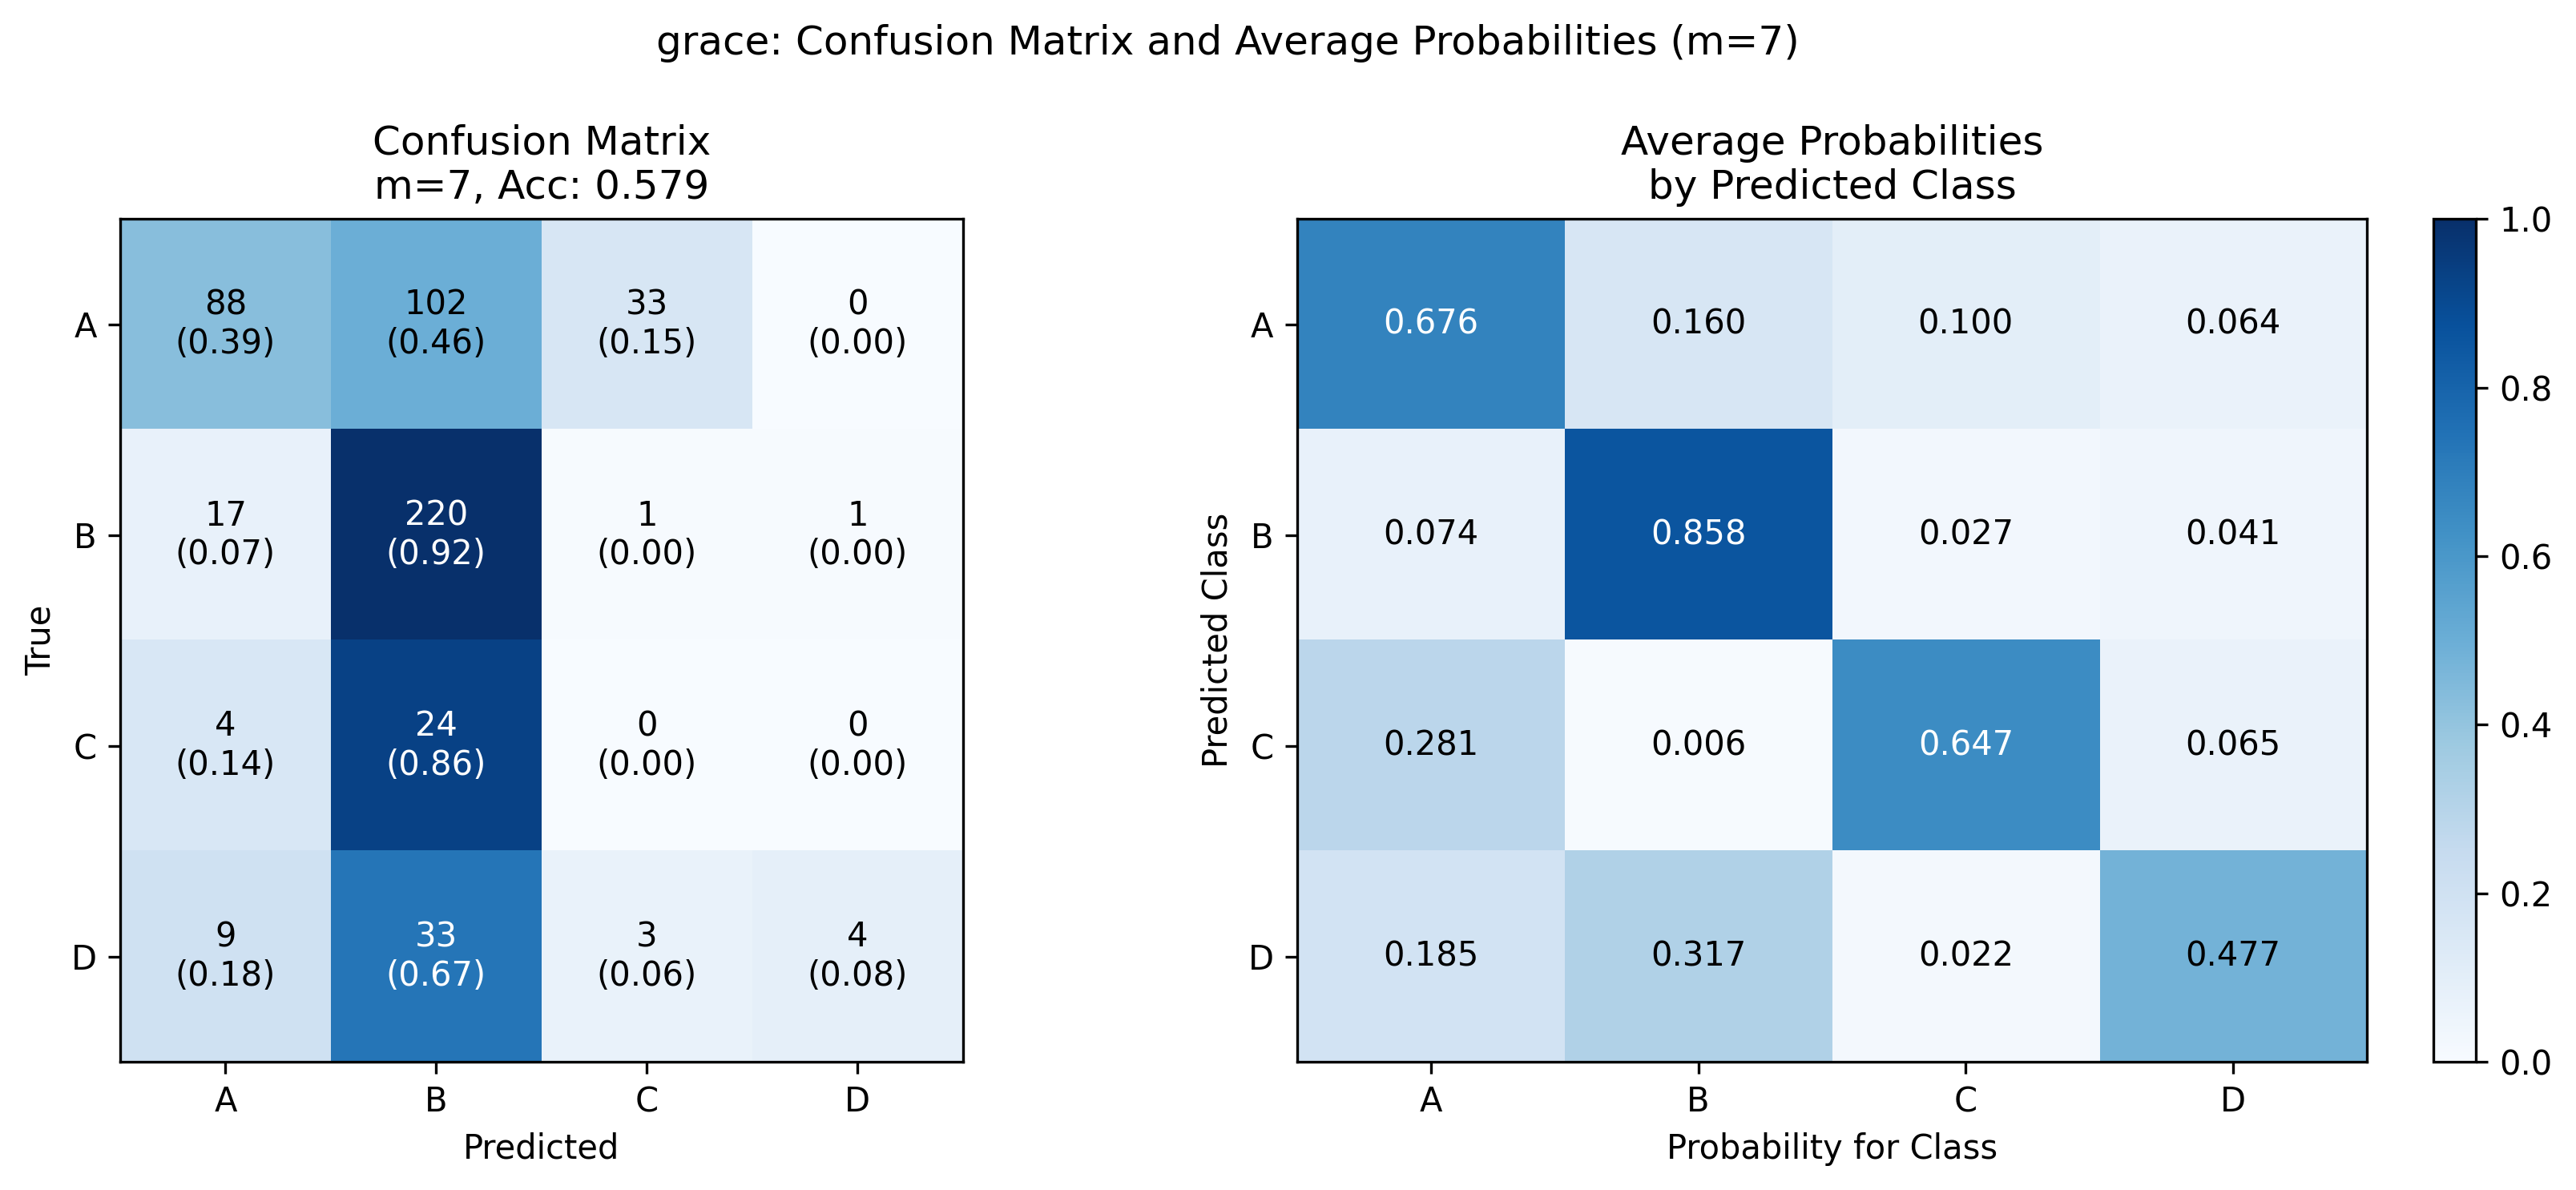 grace: Confusion Matrix and Average Probabilities (m=7)
Confusion Matrix
m=7, Acc: 0.579
True
A
88 102 33 0
(0.39) (0.46) (0.15) (0.00)
B
17 220 1 1
(0.07) (0.92) (0.00) (0.00)
C
4 24 0 0
(0.14) (0.86) (0.00) (0.00)
D
9 33 3 4
(0.18) (0.67) (0.06) (0.08)
A B C D
Predicted
Average Probabilities
by Predicted Class
Predicted Class
A 0.676 0.160 0.100 0.064
B 0.074 0.858 0.027 0.041
C 0.281 0.006 0.647 0.065
D 0.185 0.317 0.022 0.477
A B C D
Probability for Class
1.0
0.8
0.6
0.4
0.2
0.0